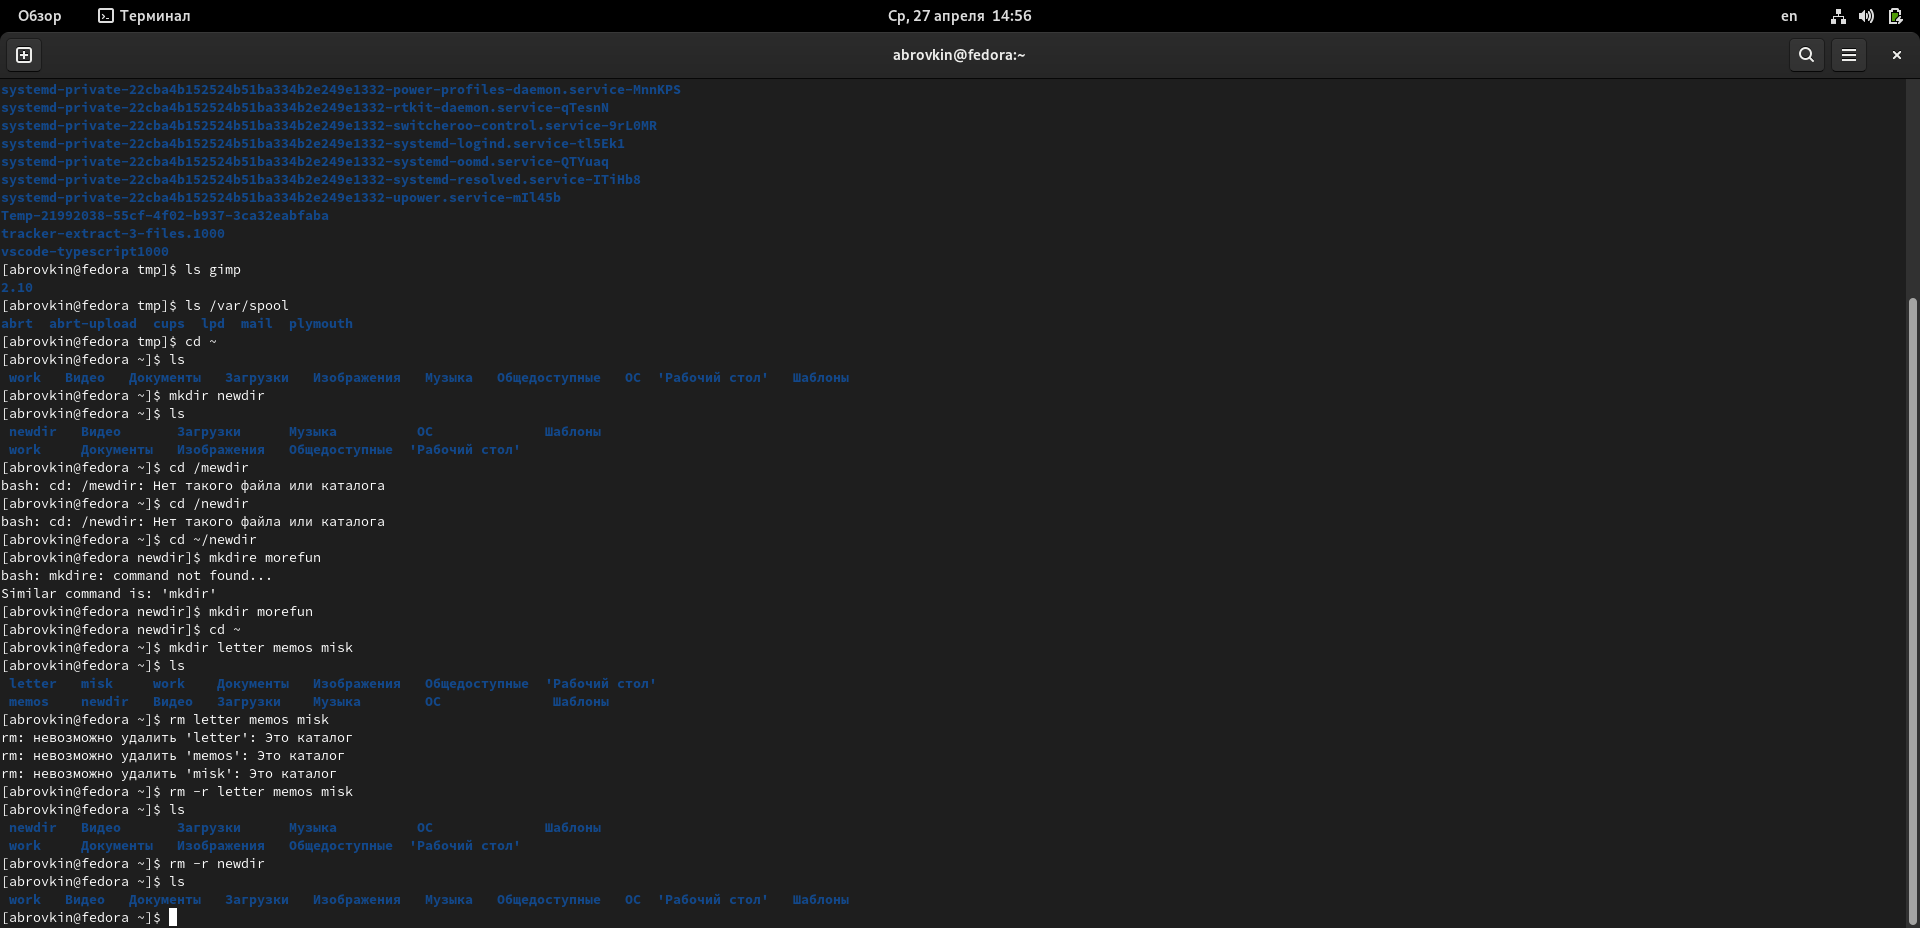 Обзор Терминал Ср, 27 апреля 14:56 en
abrovkin@fedora:~
systemd-private-22cba4b152524b51ba334b2e249e1332-power-profiles-daemon.service-MnnKPS
systemd-private-22cba4b152524b51ba334b2e249e1332-rtkit-daemon.service-qTesnN
systemd-private-22cba4b152524b51ba334b2e249e1332-switcheroo-control.service-9rL0MR
systemd-private-22cba4b152524b51ba334b2e249e1332-systemd-logind.service-tl5Ek1
systemd-private-22cba4b152524b51ba334b2e249e1332-systemd-oomd.service-QTYuaq
systemd-private-22cba4b152524b51ba334b2e249e1332-systemd-resolved.service-ITiHb8
systemd-private-22cba4b152524b51ba334b2e249e1332-upower.service-mIl45b
Temp-21992038-55cf-4f02-b937-3ca32eabfaba
tracker-extract-3-files.1000
vscode-typescript1000
[abrovkin@fedora tmp]$ ls gimp
2.10
[abrovkin@fedora tmp]$ ls /var/spool
abrt abrt-upload cups lpd mail plymouth
[abrovkin@fedora tmp]$ cd ~
[abrovkin@fedora ~]$ ls
work Видео Документы Загрузки Изображения Музыка Общедоступные ОС 'Рабочий стол' Шаблоны
[abrovkin@fedora ~]$ mkdir newdir
[abrovkin@fedora ~]$ ls
newdir Видео Загрузки Музыка ОС Шаблоны
work Документы Изображения Общедоступные 'Рабочий стол'
[abrovkin@fedora ~]$ cd /mewdir
bash: cd: /mewdir: Нет такого файла или каталога
[abrovkin@fedora ~]$ cd /newdir
bash: cd: /newdir: Нет такого файла или каталога
[abrovkin@fedora ~]$ cd ~/newdir
[abrovkin@fedora newdir]$ mkdire morefun
bash: mkdire: command not found...
Similar command is: 'mkdir'
[abrovkin@fedora newdir]$ mkdir morefun
[abrovkin@fedora newdir]$ cd ~
[abrovkin@fedora ~]$ mkdir letter memos misk
[abrovkin@fedora ~]$ ls
letter misk work Документы Изображения Общедоступные 'Рабочий стол'
memos newdir Видео Загрузки Музыка ОС Шаблоны
[abrovkin@fedora ~]$ rm letter memos misk
rm: невозможно удалить 'letter': Это каталог
rm: невозможно удалить 'memos': Это каталог
rm: невозможно удалить 'misk': Это каталог
[abrovkin@fedora ~]$ rm -r letter memos misk
[abrovkin@fedora ~]$ ls
newdir Видео Загрузки Музыка ОС Шаблоны
work Документы Изображения Общедоступные 'Рабочий стол'
[abrovkin@fedora ~]$ rm -r newdir
[abrovkin@fedora ~]$ ls
work Видео Документы Загрузки Изображения Музыка Общедоступные ОС 'Рабочий стол' Шаблоны
[abrovkin@fedora ~]$